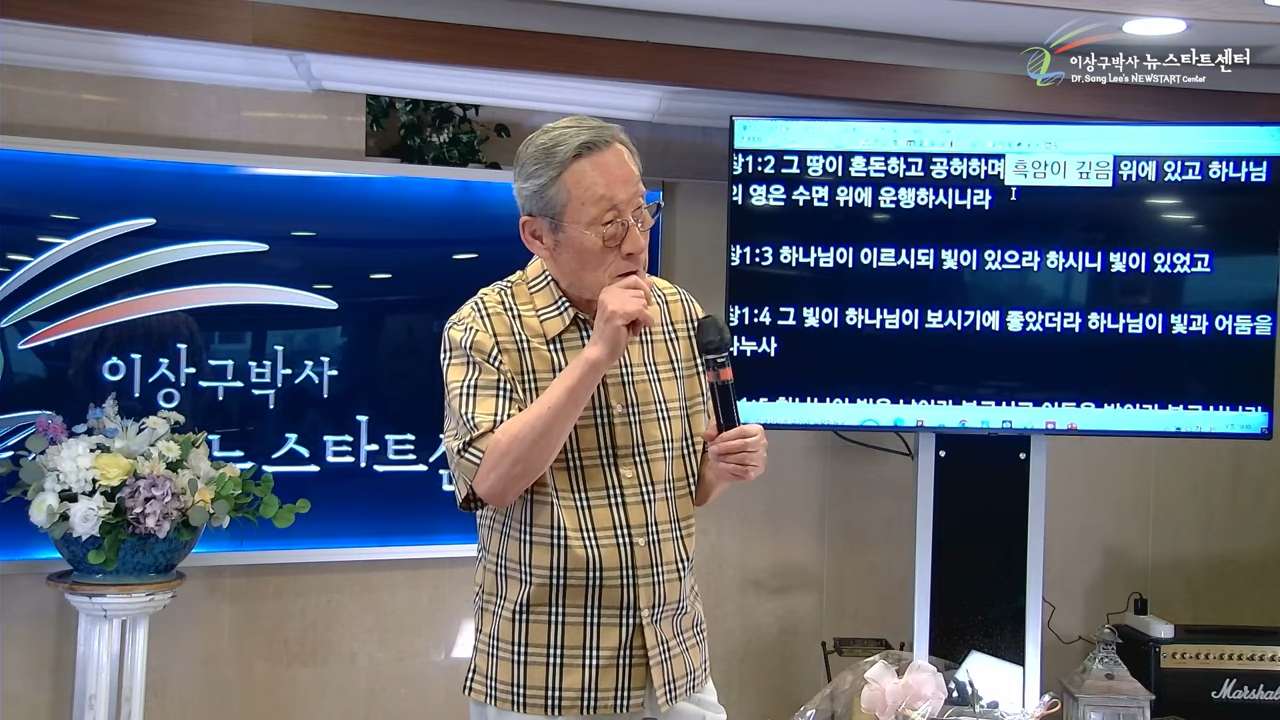 이상구박사 뉴스타트센터
Dr. Sang Lee's NEWSTART Center
창1:2 그 땅이 혼돈하고 공허하며 흑암이 깊음 위에 있고 하나님
의 영은 수면 위에 운행하시니라
창1:3 하나님이 이르시되 빛이 있으라 하시니 빛이 있었고
창1:4 그 빛이 하나님이 보시기에 좋았더라 하나님이 빛과 어둠을
나누사
이상구박사
뉴스타트센
Marshall